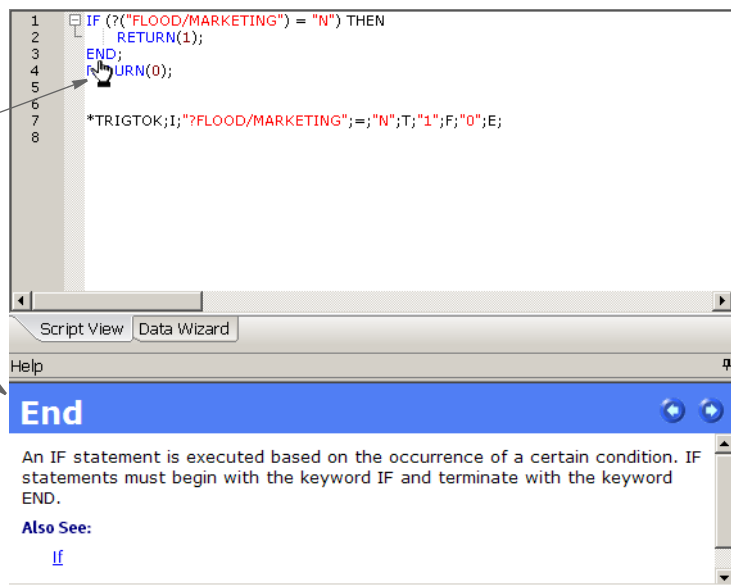 1 IF (?("FLOOD/MARKETING") = "N") THEN
2 RETURN(1);
3 END;
4 URN(0);
5
6
7 *TRIGTOK;I;"?FLOOD/MARKETING";=;"N";T;"1";F;"0";E;
8
Script View Data Wizard
Help
End
An IF statement is executed based on the occurrence of a certain condition. IF
statements must begin with the keyword IF and terminate with the keyword
END.
Also See:
If